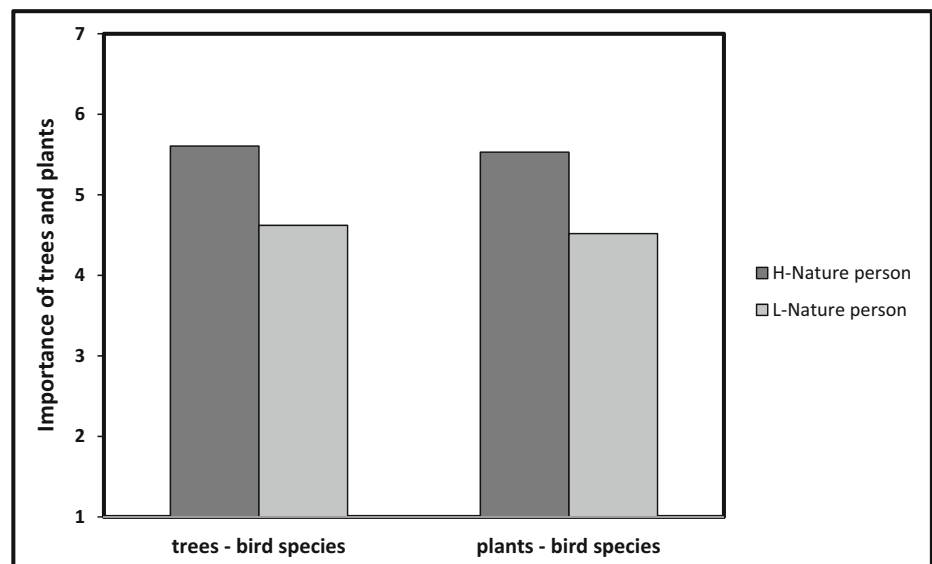 Importance of trees and plants
7
6
5
4
3
2
1
trees - bird species
plants - bird species
H-Nature person
L-Nature person